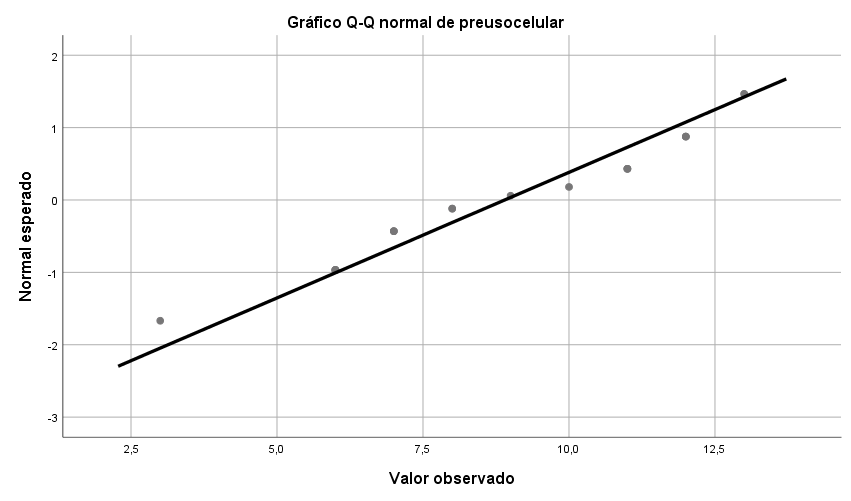 Gráfico Q-Q normal de preusocelular
2
1
0
-1
-2
-3
Normal esperado
2,5 5,0 7,5 10,0 12,5
Valor observado